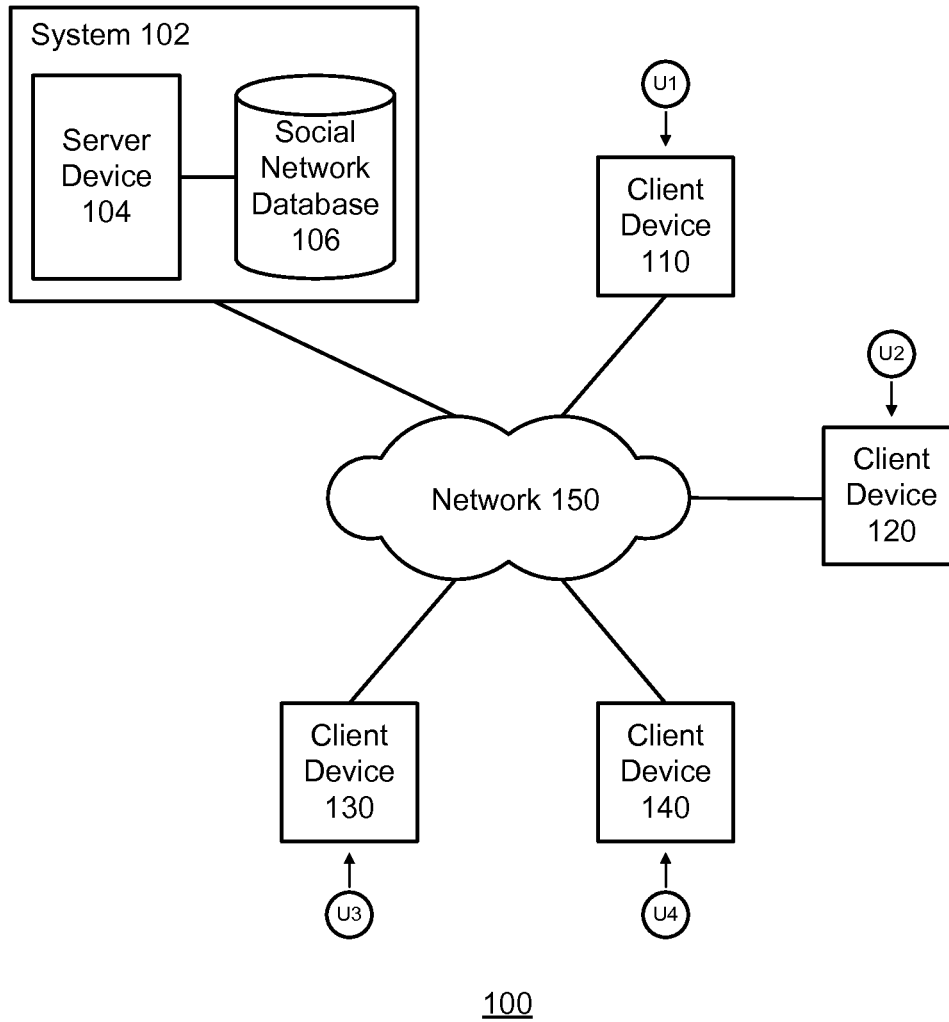 System 102
Server
Device
104
Social
Network
Database
106
U1
Client
Device
110
U2
Client
Device
120
Network 150
Client
Device
130
Client
Device
140
U3
U4
100